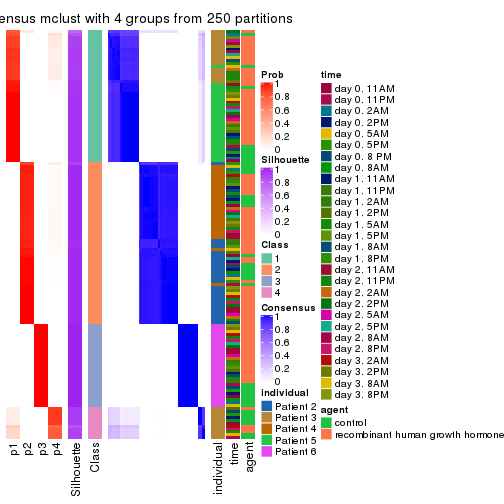 ensus mclust with 4 groups from 250 partitions
Prob
1
0.8
0.6
0.4
0.2
0
Silhouette
1
0.8
0.6
0.4
0.2
0
Class
1
2
3
4
Consensus
1
0.8
0.6
0.4
0.2
0
individual
Patient 2
Patient 3
Patient 4
Patient 5
Patient 6
time
day 0. 11AM
day 0. 11PM
day 0. 2AM
day 0. 2PM
day 0. 5AM
day 0. 5PM
day 0. 8 PM
day 0. 8AM
day 1. 11AM
day 1. 11PM
day 1. 2AM
day 1. 2PM
day 1. 5AM
day 1. 5PM
day 1. 8AM
day 1. 8PM
day 2. 11AM
day 2. 11PM
day 2. 2AM
day 2. 2PM
day 2. 5AM
day 2. 5PM
day 2. 8AM
day 2. 8PM
day 3. 2AM
day 3. 2PM
day 3. 8AM
day 3. 8PM
agent
control
recombinant human growth hormone
p1
p2
p3
p4
Silhouette
Class
individual
time
agent